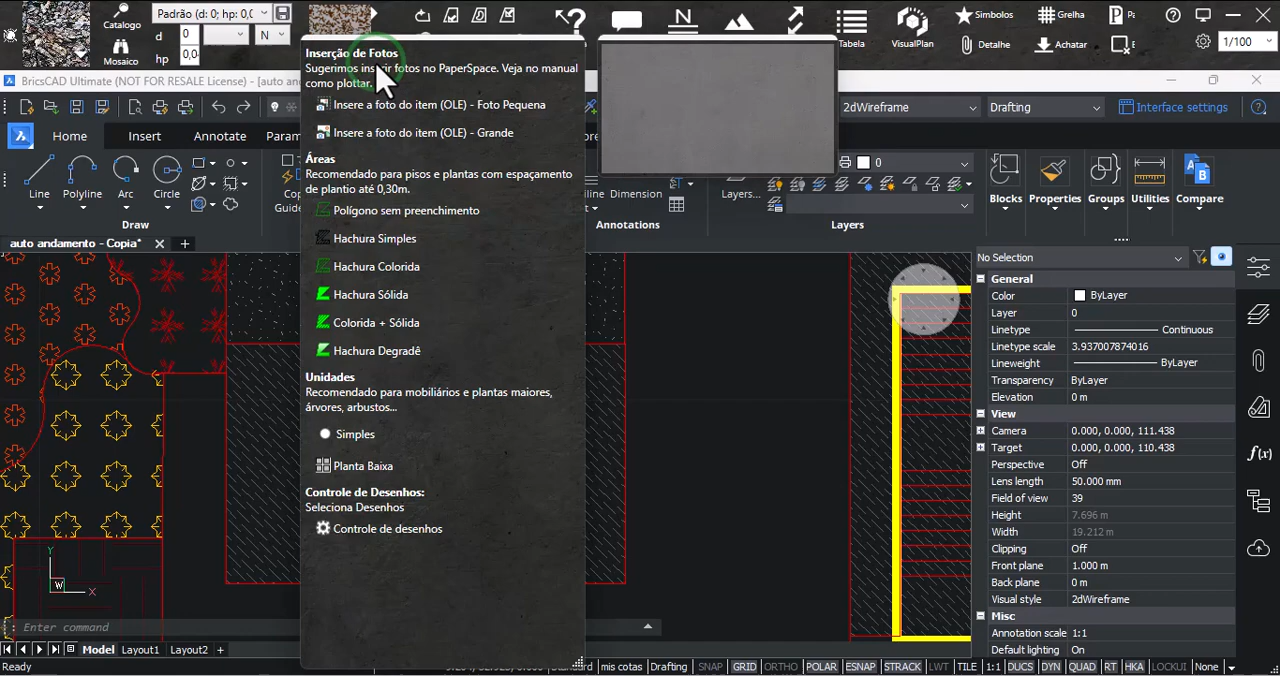 Catalogo
Mosaico
Padrão (d: 0; hp: 0,0
d 0 N
hp 0,0
N
Tabela
VisualPlan
Simbolos
Detalhe
Grelha
Achatar
1/100
BricsCAD Ultimate (NOT FOR RESALE License) - [auto an
2dWireframe
Drafting
Interface settings
Home
Insert
Annotate
Param
Line
Polyline
Arc
Circle
Draw
Cop
Guide
Dimension
Annotations
Layers...
0
Layers
Blocks
Properties
Groups
Utilities
Compare
auto andamento - Copia*
Inserção de Fotos
Sugerimos inserir fotos no PaperSpace. Veja no manual
como plottar.
Insere a foto do item (OLE) - Foto Pequena
Insere a foto do item (OLE) - Grande
Áreas
Recomendado para pisos e plantas com espaçamento
de plantio até 0,30m.
Polígono sem preenchimento
Hachura Simples
Hachura Colorida
Hachura Sólida
Colorida + Sólida
Hachura Degradê
Unidades
Recomendado para mobiliários e plantas maiores,
árvores, arbustos...
Simples
Planta Baixa
Controle de Desenhos:
Seleciona Desenhos
Controle de desenhos
No Selection
General
Color ByLayer
Layer 0
Linetype Continuous
Linetype scale 3.937007874016
Lineweight ByLayer
Transparency ByLayer
Elevation 0 m
View
Camera 0.000, 0.000, 111.438
Target 0.000, 0.000, 110.438
Perspective Off
Lens length 50.000 mm
Field of view 39
Height 7.696 m
Width 19.212 m
Clipping Off
Front plane 1.000 m
Back plane 0 m
Visual style 2dWireframe
Misc
Annotation scale 1:1
Default lighting On
f(x)
Y
W
X
: Enter command
Model Layout1 Layout2 +
Ready
mis cotas Drafting SNAP GRID ORTHO POLAR ESNAP STRACK LWT TILE 1:1 DUCS DYN QUAD RT HKA LOCKUI None